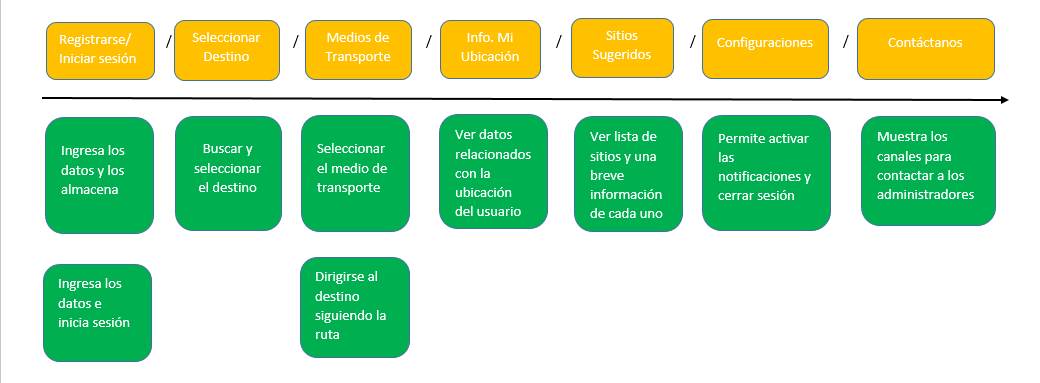 Registrarse/
Iniciar sesión
/
Seleccionar
Destino
/
Medios de
Transporte
/
Info. Mi
Ubicación
/
Sitios
Sugeridos
/
Configuraciones
/
Contáctanos
Ingresa los
datos y los
almacena
Buscar y
seleccionar
el destino
Seleccionar
el medio de
transporte
Ver datos
relacionados
con la
ubicación
del usuario
Ver lista de
sitios y una
breve
información
de cada uno
Permite activar
las
notificaciones y
cerrar sesión
Muestra los
canales para
contactar a los
administradores
Ingresa los
datos e
inicia sesión
Dirigirse al
destino
siguiendo la
ruta